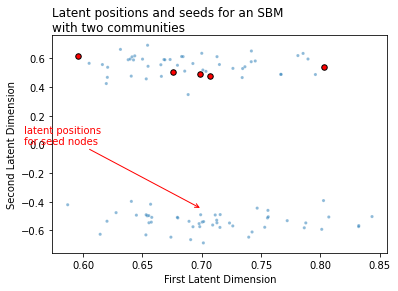 Latent positions and seeds for an SBM
with two communities
Second Latent Dimension
0.6
0.4
0.2
0.0
−0.2
−0.4
−0.6
latent positions
for seed nodes
0.60
0.65
0.70
0.75
0.80
0.85
First Latent Dimension